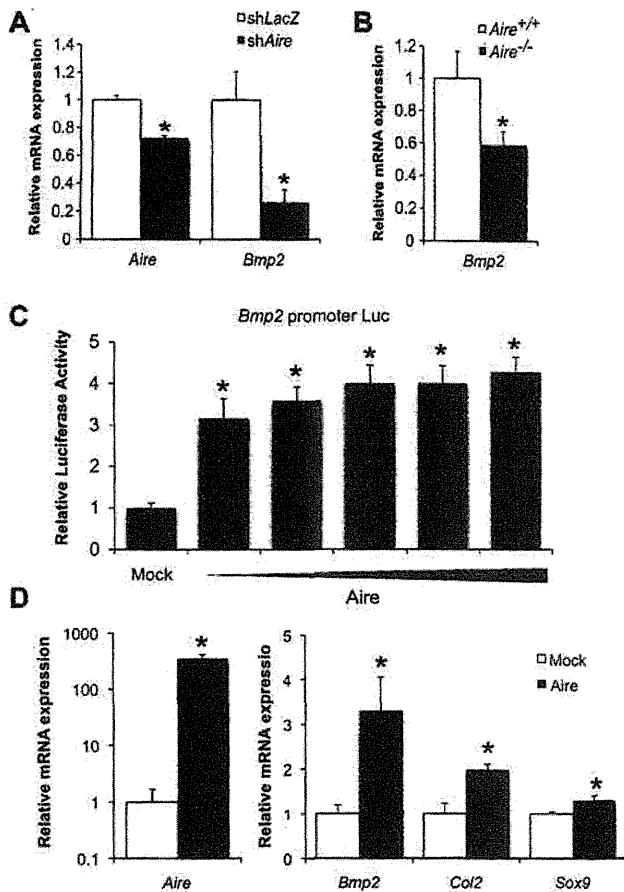 A
shLacZ
shAire
Relative mRNA expression
1.4
1.2
1
0.8
0.6
0.4
0.2
0
*
*
Aire
Bmp2
B
Aire+/+
Aire-/-
Relative mRNA expression
1.2
1
0.8
0.6
0.4
0.2
0
*
Bmp2
C
Bmp2 promoter Luc
Relative Luciferase Activity
5
4
3
2
1
0
*
*
*
*
*
Mock
Aire
D
Relative mRNA expression
1000
100
10
1
0.1
*
Aire
Relative mRNA expressio
5
4
3
2
1
0
*
*
*
Mock
Aire
Bmp2
Col2
Sox9